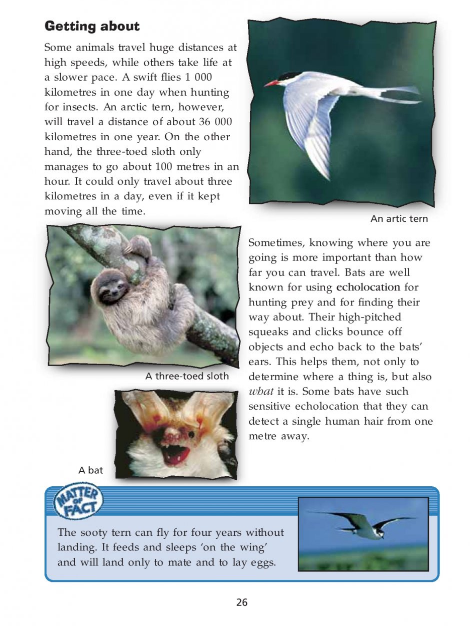 Getting about
Some animals travel huge distances at
high speeds, while others take life at
a slower pace. A swift flies 1 000
kilometres in one day when hunting
for insects. An arctic tern, however,
will travel a distance of about 36 000
kilometres in one year. On the other
hand, the three-toed sloth only
manages to go about 100 metres in an
hour. It could only travel about three
kilometres in a day, even if it kept
moving all the time.
An artic tern
A three-toed sloth
Sometimes, knowing where you are
going is more important than how
far you can travel. Bats are well
known for using echolocation for
hunting prey and for finding their
way about. Their high-pitched
squeaks and clicks bounce off
objects and echo back to the bats'
ears. This helps them, not only to
determine where a thing is, but also
what it is. Some bats have such
sensitive echolocation that they can
detect a single human hair from one
metre away.
A bat
MATTER
OF
FACT
The sooty tern can fly for four years without
landing. It feeds and sleeps 'on the wing'
and will land only to mate and to lay eggs.
26